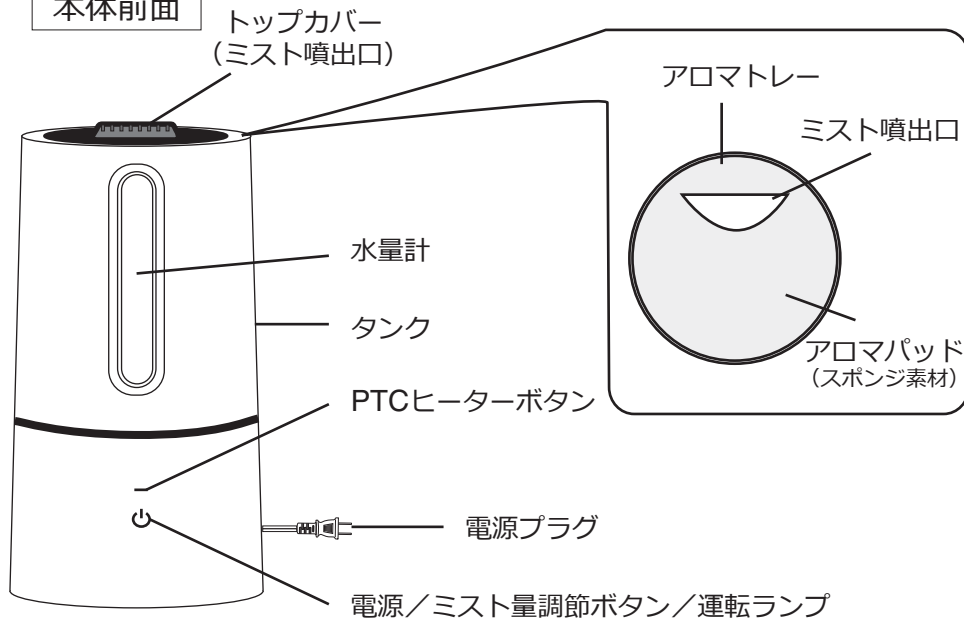 本体前面
トップカバー
（ミスト噴出口）
アロマトレー
ミスト噴出口
水量計
タンク
アロマパッド
（スポンジ素材）
PTCヒーターボタン
電源プラグ
電源／ミスト量調節ボタン／運転ランプ